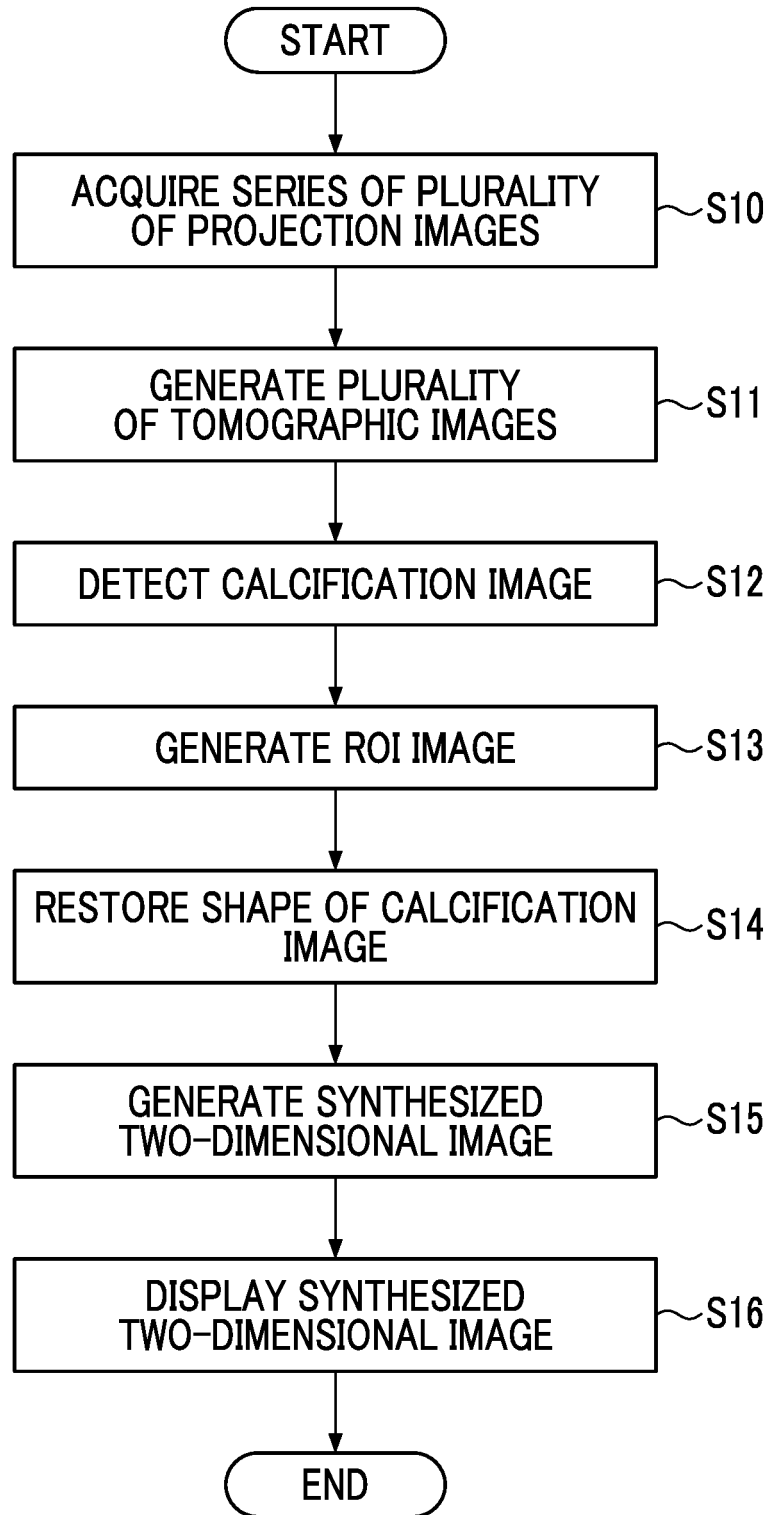 START
ACQUIRE SERIES OF PLURALITY
OF PROJECTION IMAGES
S10
GENERATE PLURALITY
OF TOMOGRAPHIC IMAGES
S11
DETECT CALCIFICATION IMAGE
S12
GENERATE ROI IMAGE
S13
RESTORE SHAPE OF CALCIFICATION
IMAGE
S14
GENERATE SYNTHESIZED
TWO-DIMENSIONAL IMAGE
S15
DISPLAY SYNTHESIZED
TWO-DIMENSIONAL IMAGE
S16
END